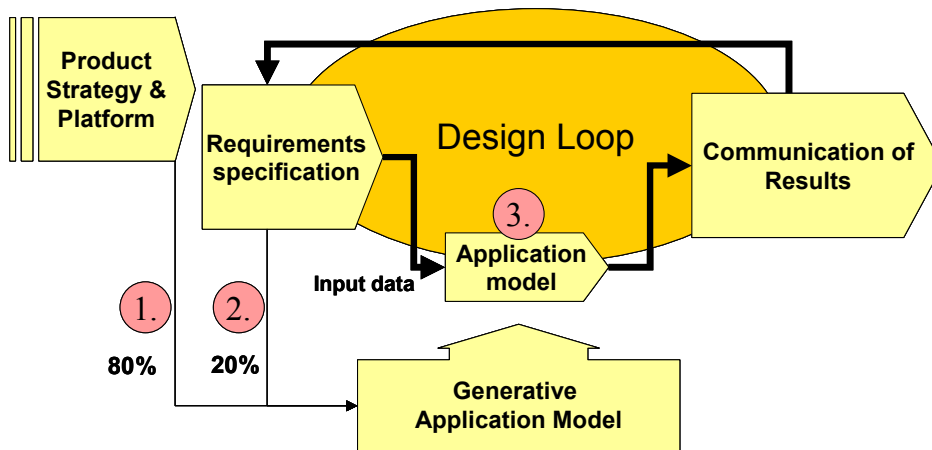 Product
Strategy &
Platform
Requirements
specification
Design Loop
Communication of
Results
3.
Application
model
Input data
1.
2.
80%
20%
Generative
Application Model